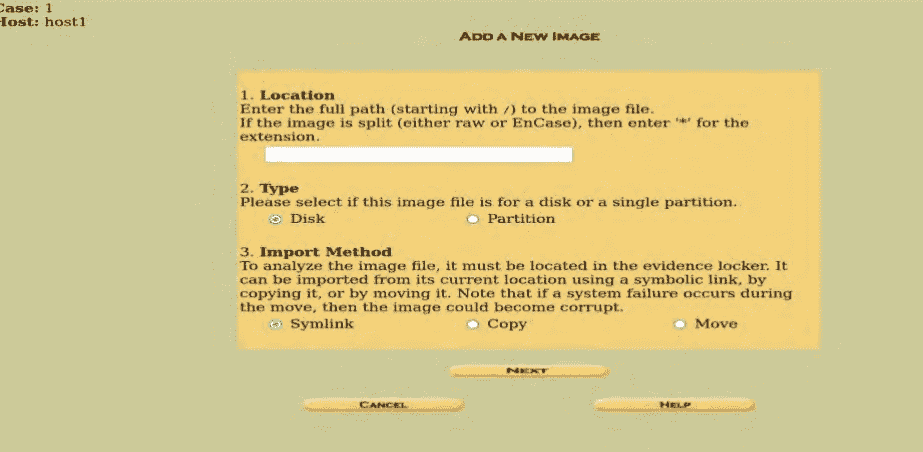 Case: 1
Host: host1
ADD A NEW IMAGE
1. Location
Enter the full path (starting with /) to the image file.
If the image is split (either raw or EnCase), then enter '*' for the
extension.
2. Type
Please select if this image file is for a disk or a single partition.
Disk Partition
3. Import Method
To analyze the image file, it must be located in the evidence locker. It
can be imported from its current location using a symbolic link, by
copying it, or by moving it. Note that if a system failure occurs during
the move, then the image could become corrupt.
Symlink Copy Move
NEXT
CANCEL HELP